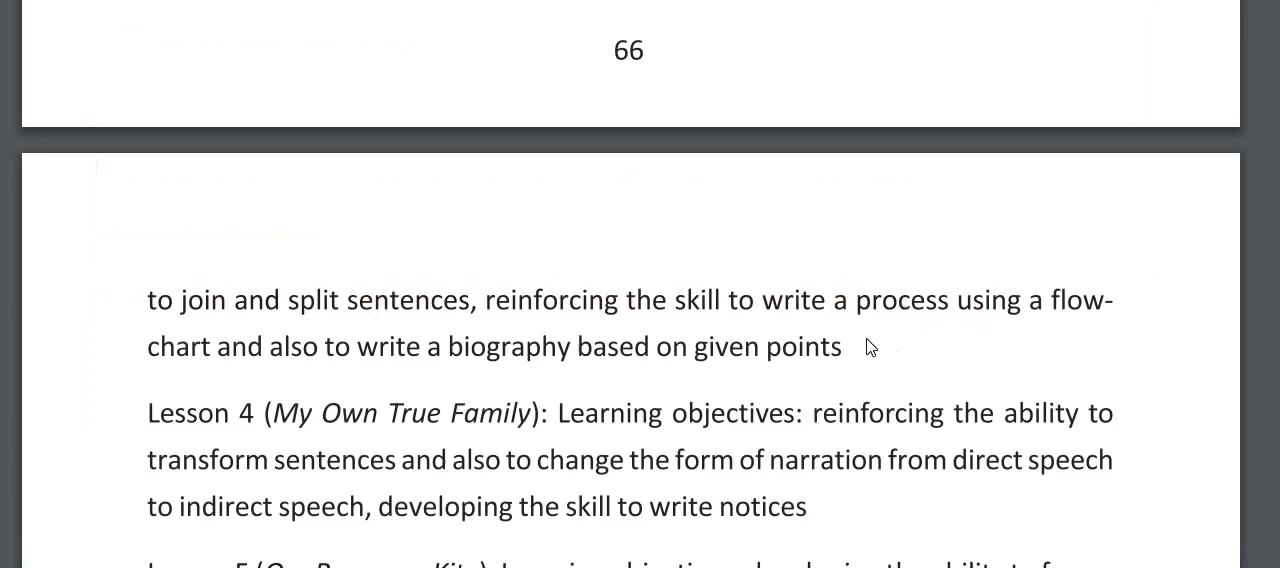 66
to join and split sentences, reinforcing the skill to write a process using a flow-
chart and also to write a biography based on given points
Lesson 4 (My Own True Family): Learning objectives: reinforcing the ability to
transform sentences and also to change the form of narration from direct speech
to indirect speech, developing the skill to write notices